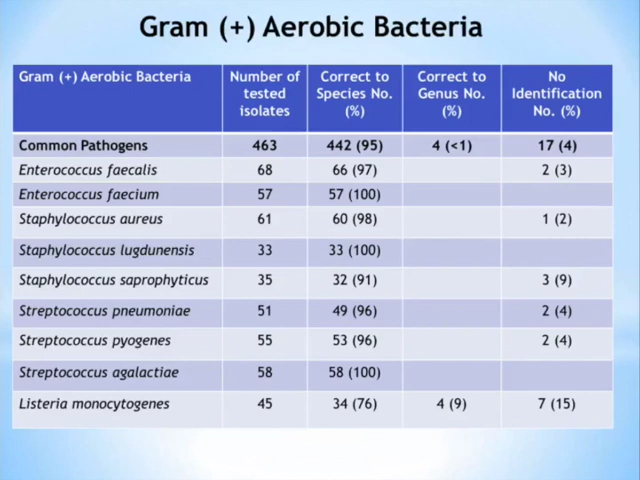 Gram (+) Aerobic Bacteria
Gram (+) Aerobic Bacteria Number of tested isolates Correct to Species No. (%) Correct to Genus No. (%) No Identification No. (%)
Common Pathogens 463 442 (95) 4 (<1) 17 (4)
Enterococcus faecalis 68 66 (97) 2 (3)
Enterococcus faecium 57 57 (100)
Staphylococcus aureus 61 60 (98) 1 (2)
Staphylococcus lugdunensis 33 33 (100)
Staphylococcus saprophyticus 35 32 (91) 3 (9)
Streptococcus pneumoniae 51 49 (96) 2 (4)
Streptococcus pyogenes 55 53 (96) 2 (4)
Streptococcus agalactiae 58 58 (100)
Listeria monocytogenes 45 34 (76) 4 (9) 7 (15)